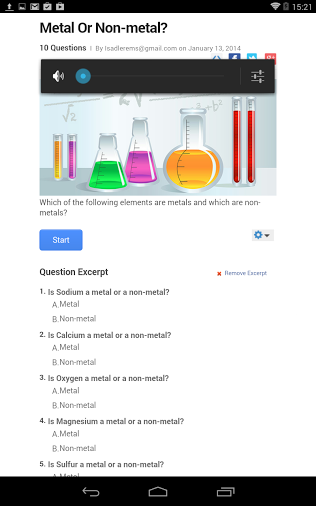 15:21
Metal Or Non-metal?
10 Questions | By lsadlerems@gmail.com on January 13, 2014
Which of the following elements are metals and which are non-
metals?
Start
Question Excerpt
Remove Excerpt
1. Is Sodium a metal or a non-metal?
A. Metal
B. Non-metal
2. Is Calcium a metal or a non-metal?
A. Metal
B. Non-metal
3. Is Oxygen a metal or a non-metal?
A. Metal
B. Non-metal
4. Is Magnesium a metal or a non-metal?
A. Metal
B. Non-metal
5. Is Sulfur a metal or a non-metal?
A. Metal